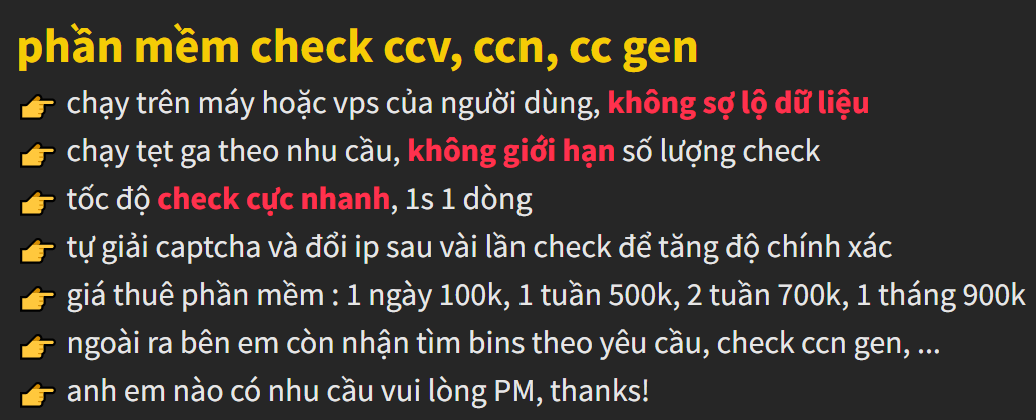 phần mềm check ccv, ccn, cc gen
👉 chạy trên máy hoặc vps của người dùng, không sợ lộ dữ liệu
👉 chạy tẹt ga theo nhu cầu, không giới hạn số lượng check
👉 tốc độ check cực nhanh, 1s 1 dòng
👉 tự giải captcha và đổi ip sau vài lần check để tăng độ chính xác
👉 giá thuê phần mềm : 1 ngày 100k, 1 tuần 500k, 2 tuần 700k, 1 tháng 900k
👉 ngoài ra bên em còn nhận tìm bins theo yêu cầu, check ccn gen, ...
👉 anh em nào có nhu cầu vui lòng PM, thanks!